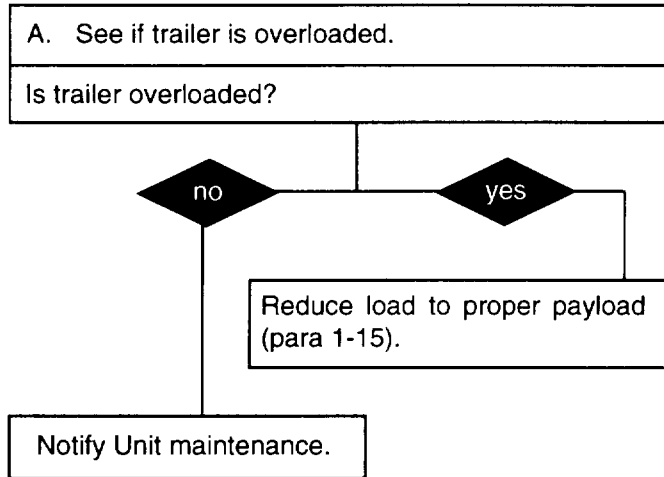 A. See if trailer is overloaded.
Is trailer overloaded?
no
yes
Reduce load to proper payload
(para 1-15).
Notify Unit maintenance.